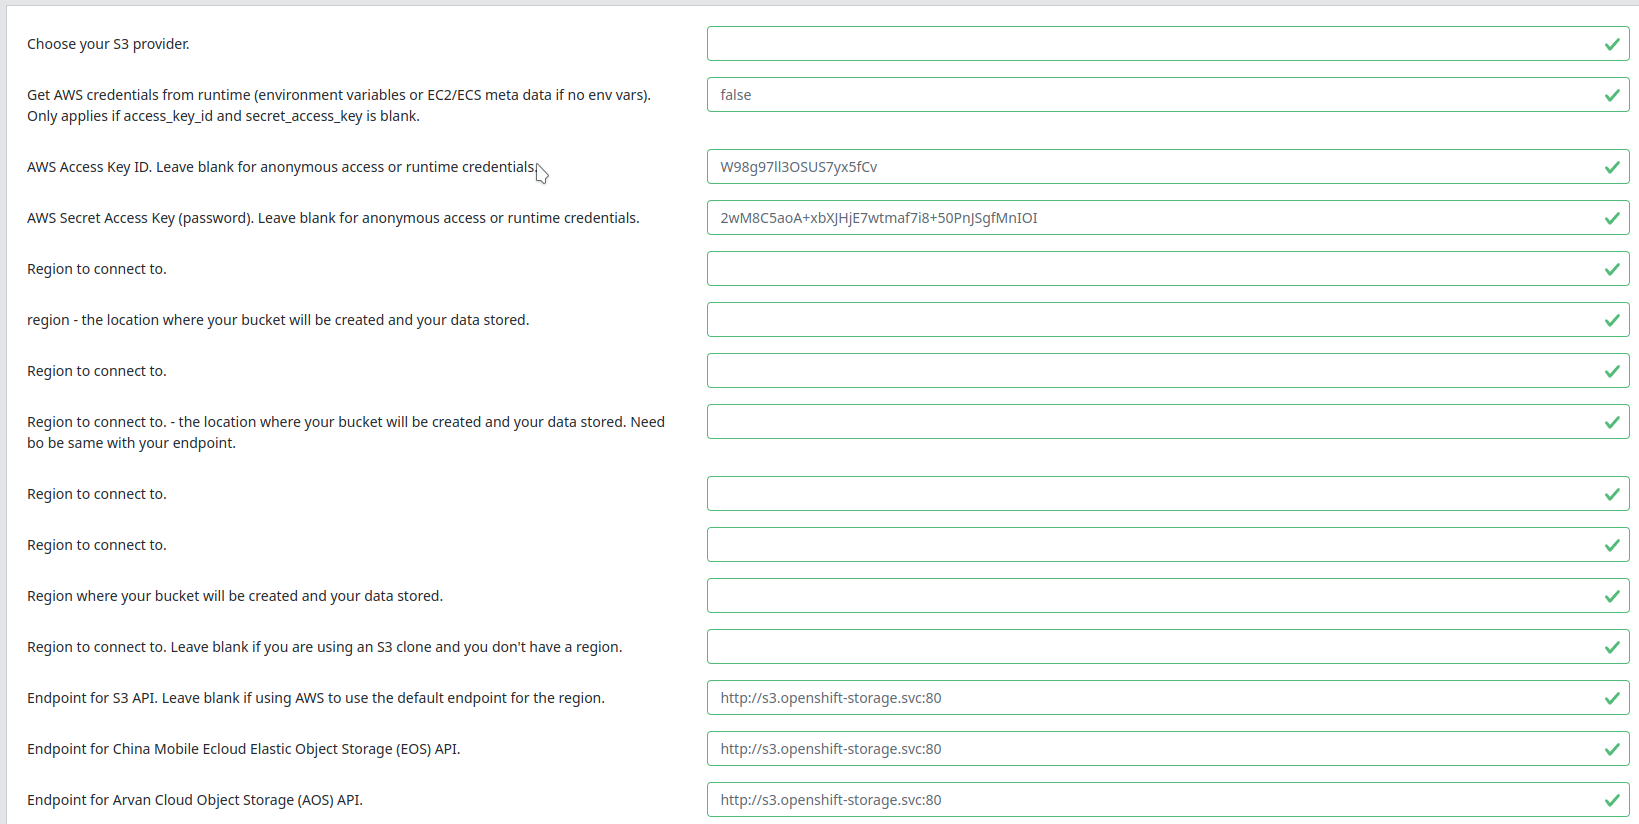 Choose your S3 provider.
Get AWS credentials from runtime (environment variables or EC2/ECS meta data if no env vars).
false
Only applies if access_key_id and secret_access_key is blank.
AWS Access Key ID. Leave blank for anonymous access or runtime credentials.
W98g97ll3OSUS7yx5fCv
AWS Secret Access Key (password). Leave blank for anonymous access or runtime credentials.
2wM8C5aoA+xbXJHjE7wtmaf7i8+50PnJSgfMnIOI
Region to connect to.
region - the location where your bucket will be created and your data stored.
Region to connect to.
Region to connect to. - the location where your bucket will be created and your data stored. Need
bo be same with your endpoint.
Region to connect to.
Region to connect to.
Region where your bucket will be created and your data stored.
Region to connect to. Leave blank if you are using an S3 clone and you don't have a region.
Endpoint for S3 API. Leave blank if using AWS to use the default endpoint for the region.
http://s3.openshift-storage.svc:80
Endpoint for China Mobile Ecloud Elastic Object Storage (EOS) API.
http://s3.openshift-storage.svc:80
Endpoint for Arvan Cloud Object Storage (AOS) API.
http://s3.openshift-storage.svc:80